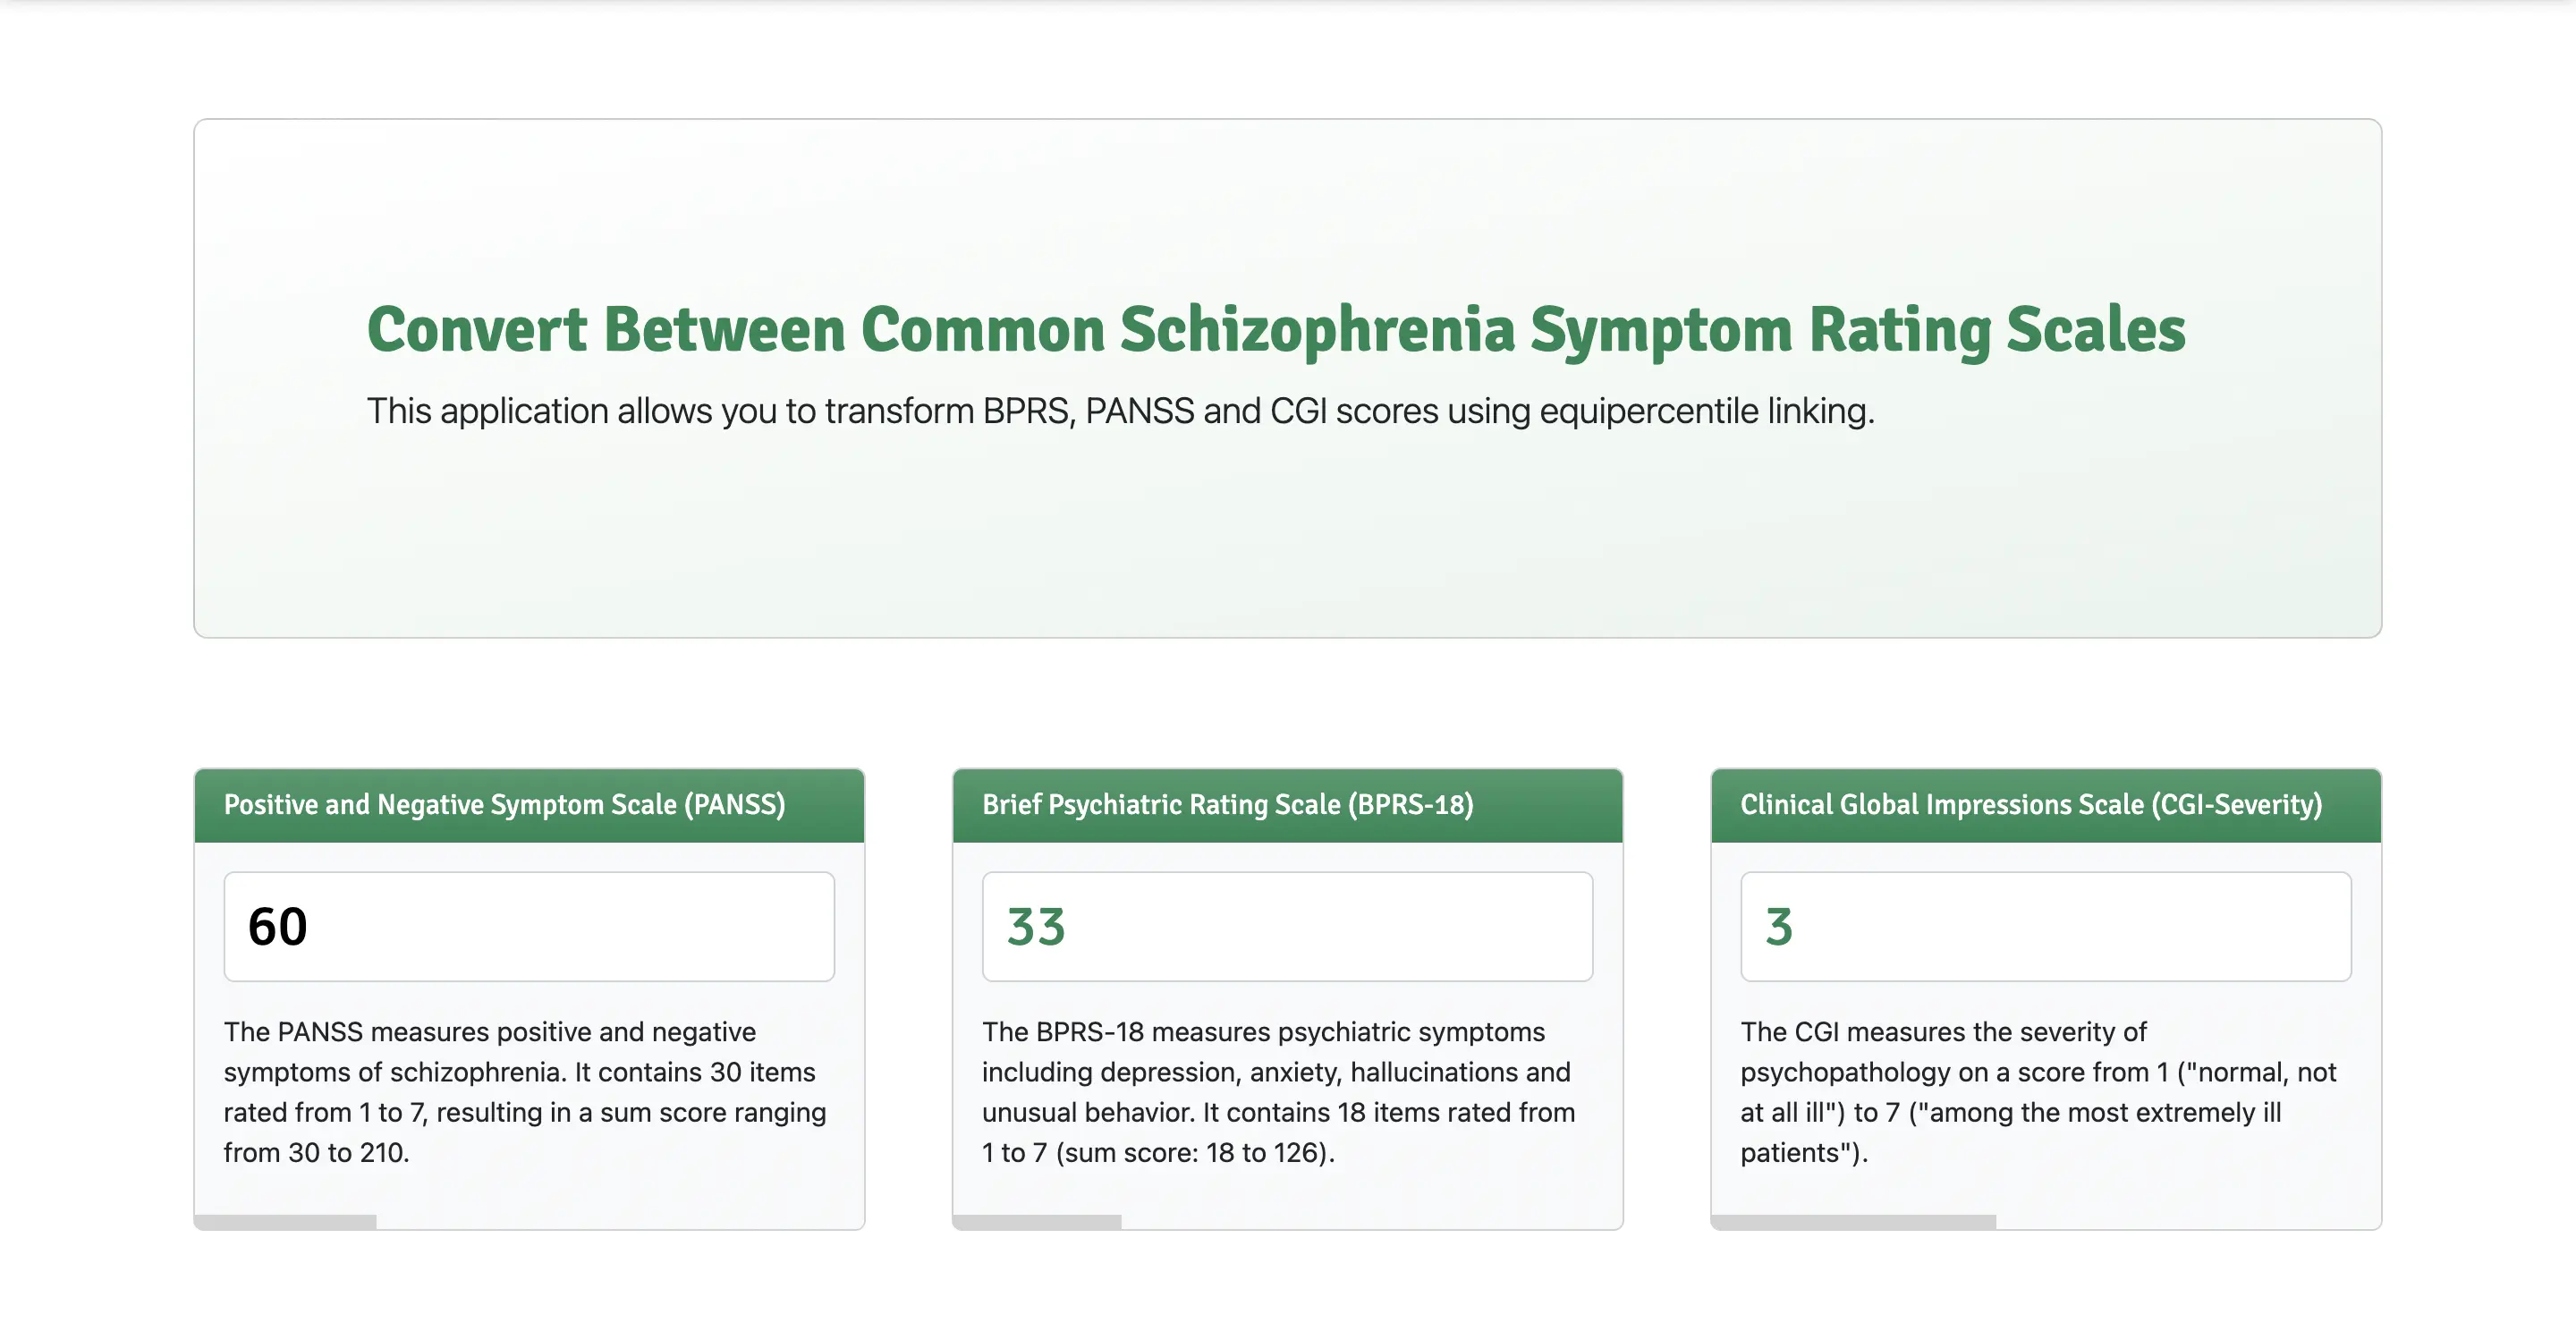 Convert Between Common Schizophrenia Symptom Rating Scales
This application allows you to transform BPRS, PANSS and CGI scores using equipercentile linking.
Positive and Negative Symptom Scale (PANSS)
60
The PANSS measures positive and negative
symptoms of schizophrenia. It contains 30 items
rated from 1 to 7, resulting in a sum score ranging
from 30 to 210.
Brief Psychiatric Rating Scale (BPRS-18)
33
The BPRS-18 measures psychiatric symptoms
including depression, anxiety, hallucinations and
unusual behavior. It contains 18 items rated from
1 to 7 (sum score: 18 to 126).
Clinical Global Impressions Scale (CGI-Severity)
3
The CGI measures the severity of
psychopathology on a score from 1 ("normal, not
at all ill") to 7 ("among the most extremely ill
patients").